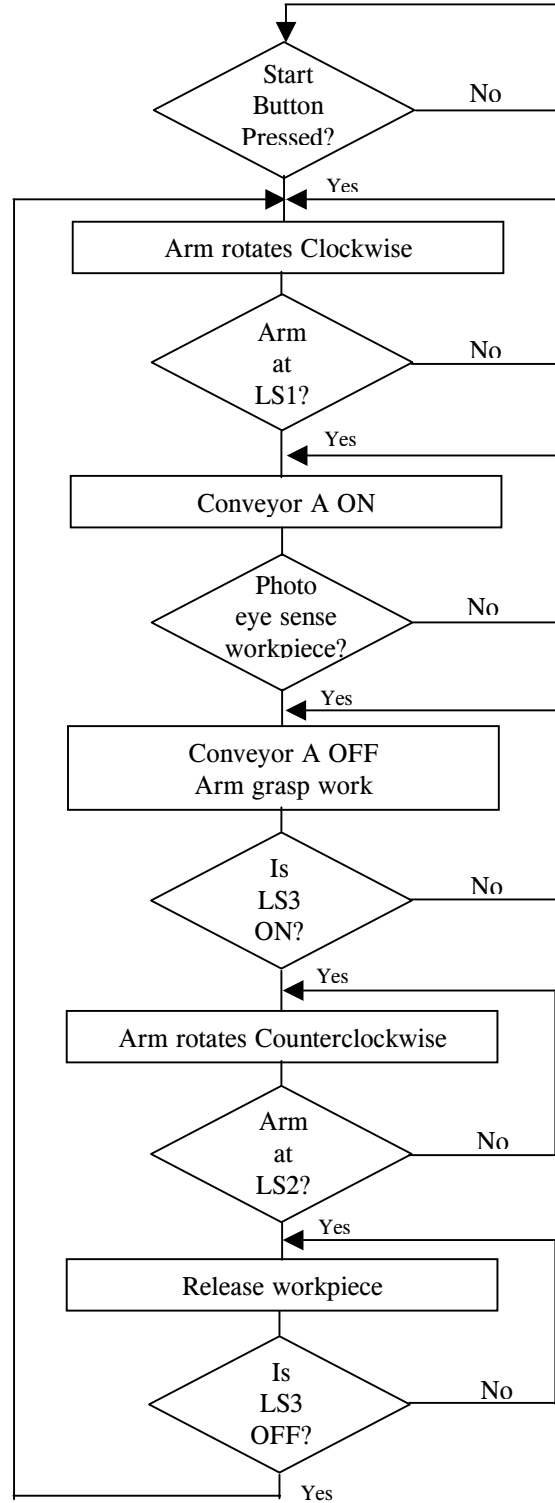 Start
Button
Pressed?
No
Yes
Arm rotates Clockwise
Arm
at
LS1?
No
Yes
Conveyor A ON
Photo
eye sense
workpiece?
No
Yes
Conveyor A OFF
Arm grasp work
Is
LS3
ON?
No
Yes
Arm rotates Counterclockwise
Arm
at
LS2?
No
Yes
Release workpiece
Is
LS3
OFF?
No
Yes